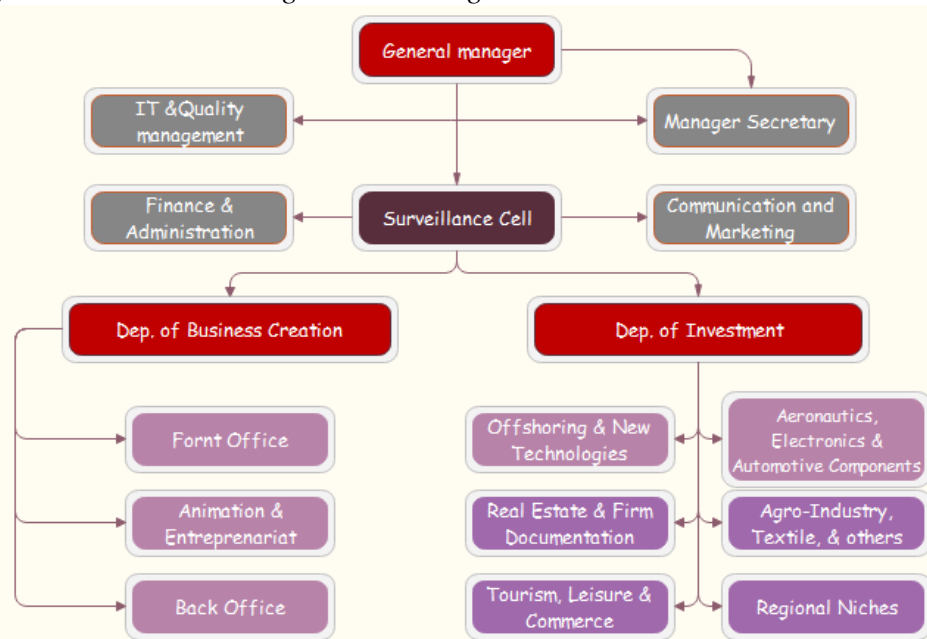 General manager
IT &Quality
management
Manager Secretary
Finance &
Administration
Surveillance Cell
Communication and
Marketing
Dep. of Business Creation
Dep. of Investment
Fornt Office
Offshoring & New
Technologies
Aeronautics,
Electronics &
Automotive Components
Animation &
Entreprenariat
Real Estate & Firm
Documentation
Agro-Industry,
Textile, & others
Back Office
Tourism, Leisure &
Commerce
Regional Niches